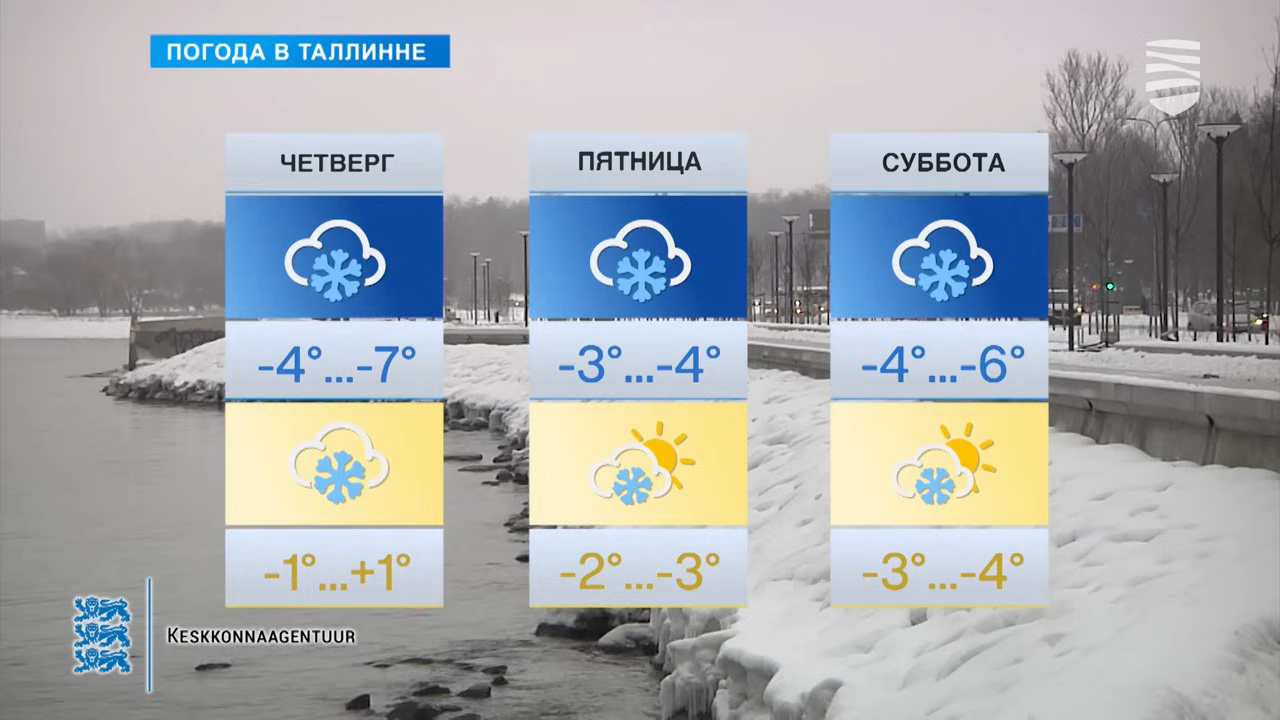 ПОГОДА В ТАЛЛИННЕ
ЧЕТВЕРГ
-4°...-7°
-1°...+1°
ПЯТНИЦА
-3°...-4°
-2°...-3°
СУББОТА
-4°...-6°
-3°...-4°
KESKKONNAAGENTUUR